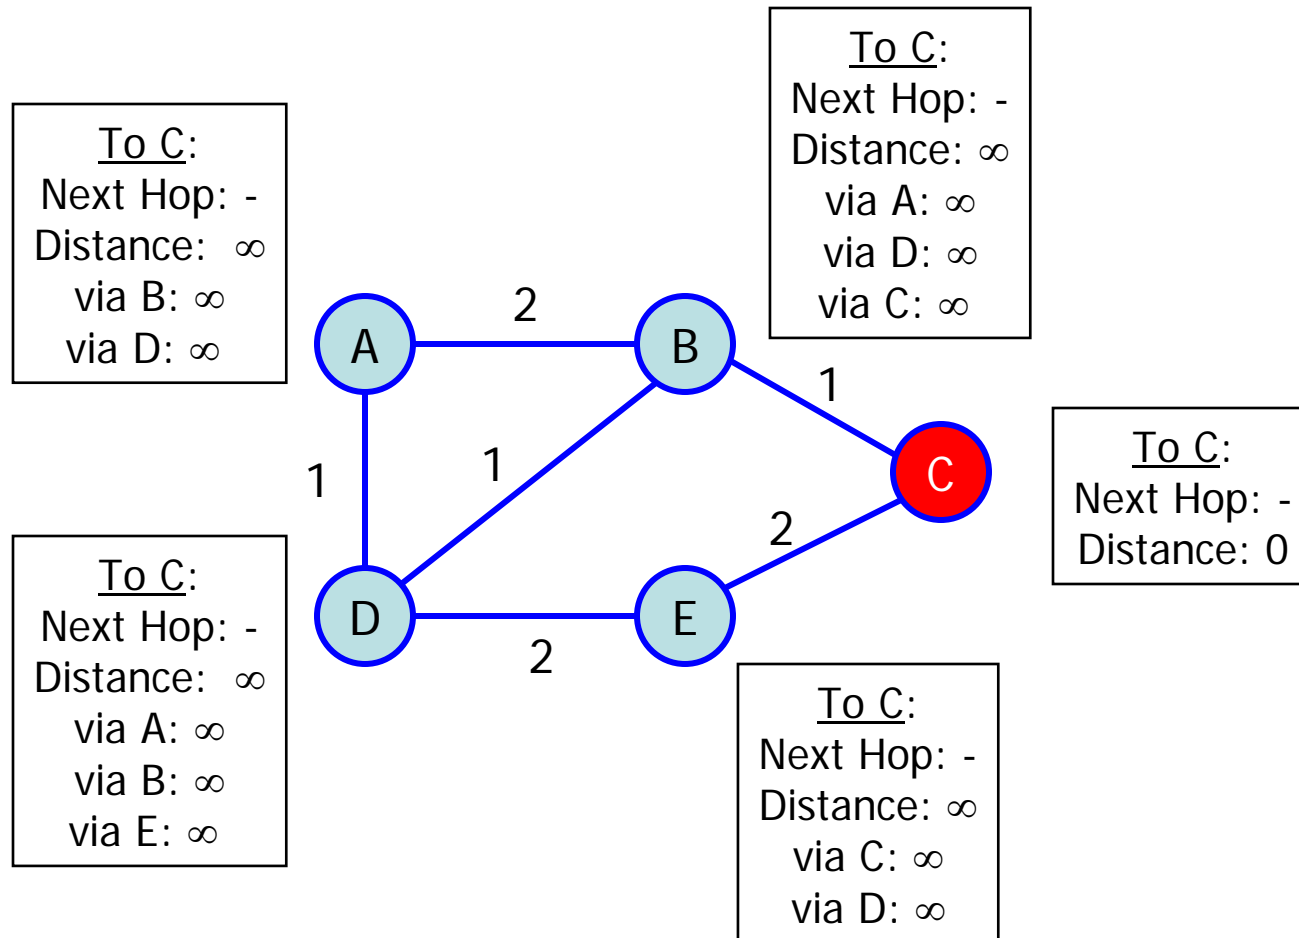 To C:
Next Hop: -
Distance: ∞
via A: ∞
via D: ∞
via C: ∞
To C:
Next Hop: -
Distance: ∞
via B: ∞
via D: ∞
A
2
B
1
C
1
1
2
D
2
E
To C:
Next Hop: -
Distance: 0
To C:
Next Hop: -
Distance: ∞
via A: ∞
via B: ∞
via E: ∞
To C:
Next Hop: -
Distance: ∞
via C: ∞
via D: ∞